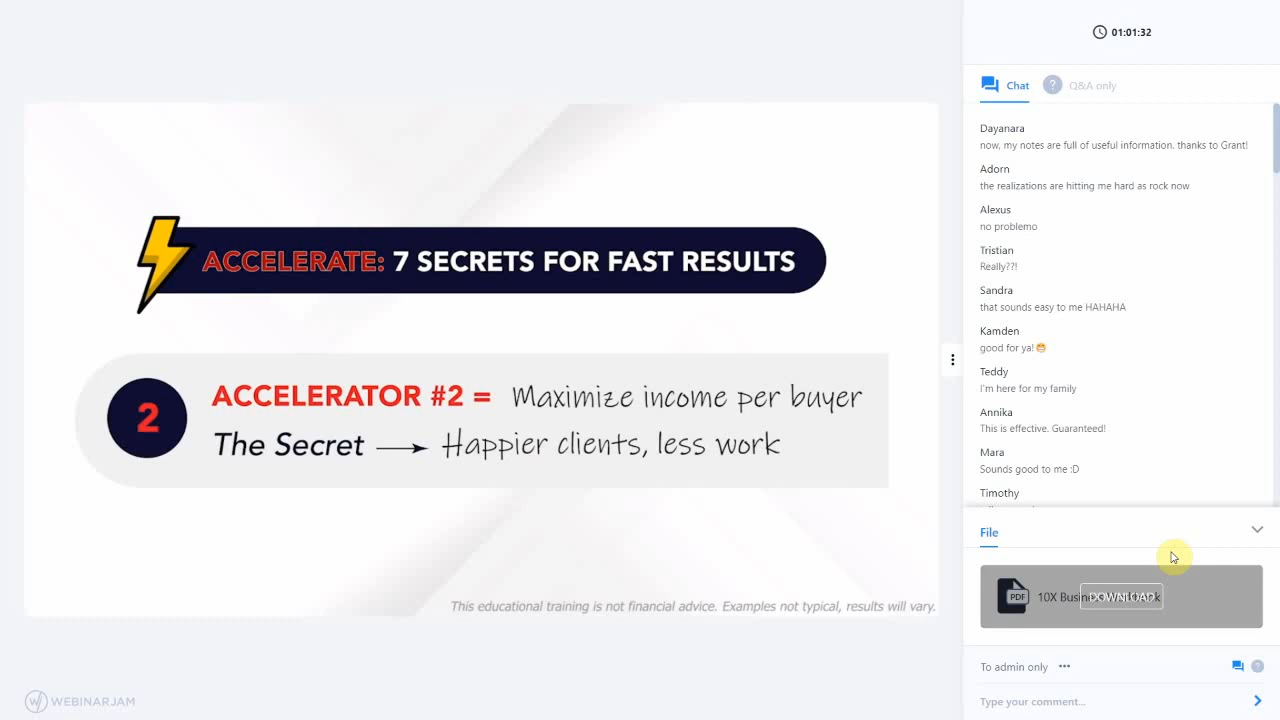 01:01:32
Chat
? Q&A only
Dayanara
now, my notes are full of useful information. thanks to Grant!
Adorn
the realizations are hitting me hard as rock now
Alexus
no problemo
Tristian
Really??!
Sandra
that sounds easy to me HAHAHA
Kamden
good for ya!😁
Teddy
I'm here for my family
Annika
This is effective. Guaranteed!
Mara
Sounds good to me :D
Timothy
ACCELERATE: 7 SECRETS FOR FAST RESULTS
2
ACCELERATOR #2 = Maximize income per buyer
The Secret → Happier clients, less work
This educational training is not financial advice. Examples not typical, results will vary.
File
PDF
10X
DOWNLOAD
To admin only •••
?
Type your comment...
WEBINARJAM